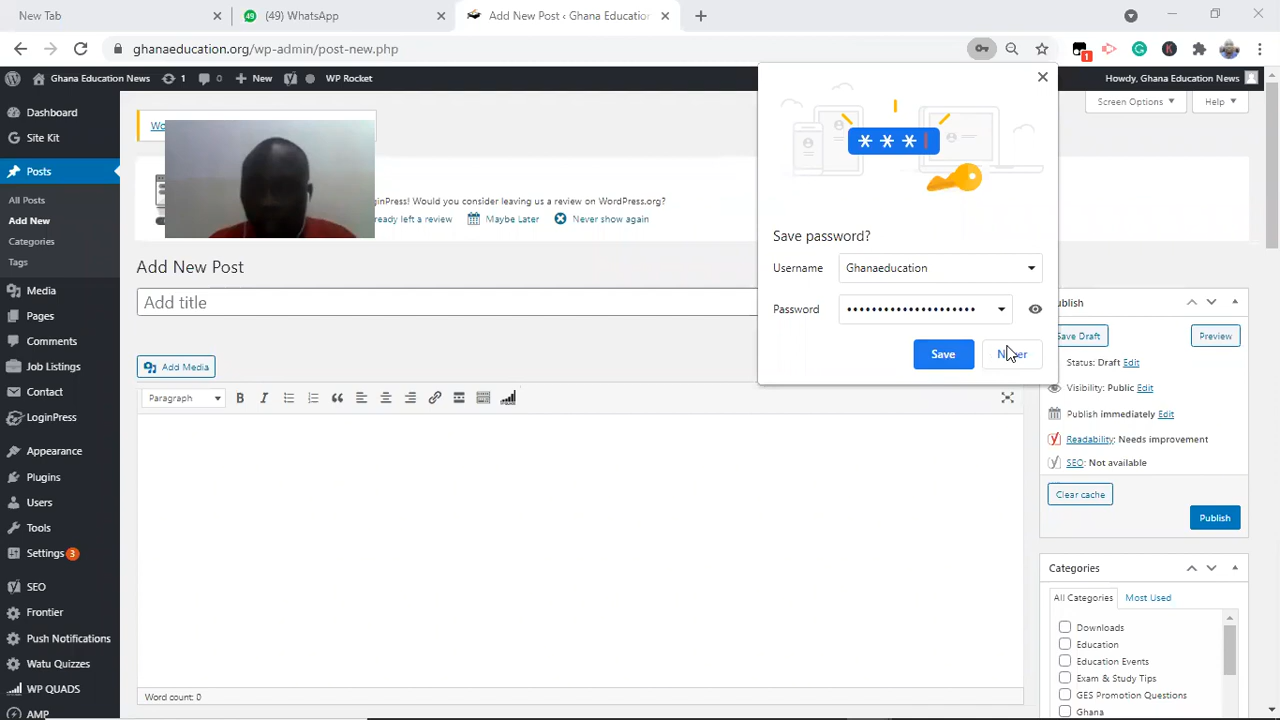 New Tab
(49) WhatsApp
Add New Post ‹ Ghana Education
ghanaeducation.org/wp-admin/post-new.php
1
Ghana Education News
1
0
New
WP Rocket
Howdy, Ghana Education News
Dashboard
Site Kit
Posts
All Posts
Add New
Categories
Tags
Media
Pages
Comments
Job Listings
Contact
LoginPress
Appearance
Plugins
Users
Tools
Settings 3
SEO
Frontier
Push Notifications
Watu Quizzes
WP QUADS
AMP
Screen Options
Help
inPress! Would you consider leaving us a review on WordPress.org?
ready left a review
Maybe Later
Never show again
Add New Post
Add title
Add Media
Paragraph
B I
Word count: 0
* * *
Save password?
Username
Ghanaeducation
Password
•••••••••••••••••••••
Save
ublish
Save Draft
Preview
Status: Draft Edit
Visibility: Public Edit
Publish immediately Edit
Readability: Needs improvement
SEO: Not available
Clear cache
Publish
Categories
All Categories
Most Used
Downloads
Education
Education Events
Exam & Study Tips
GES Promotion Questions
Ghana